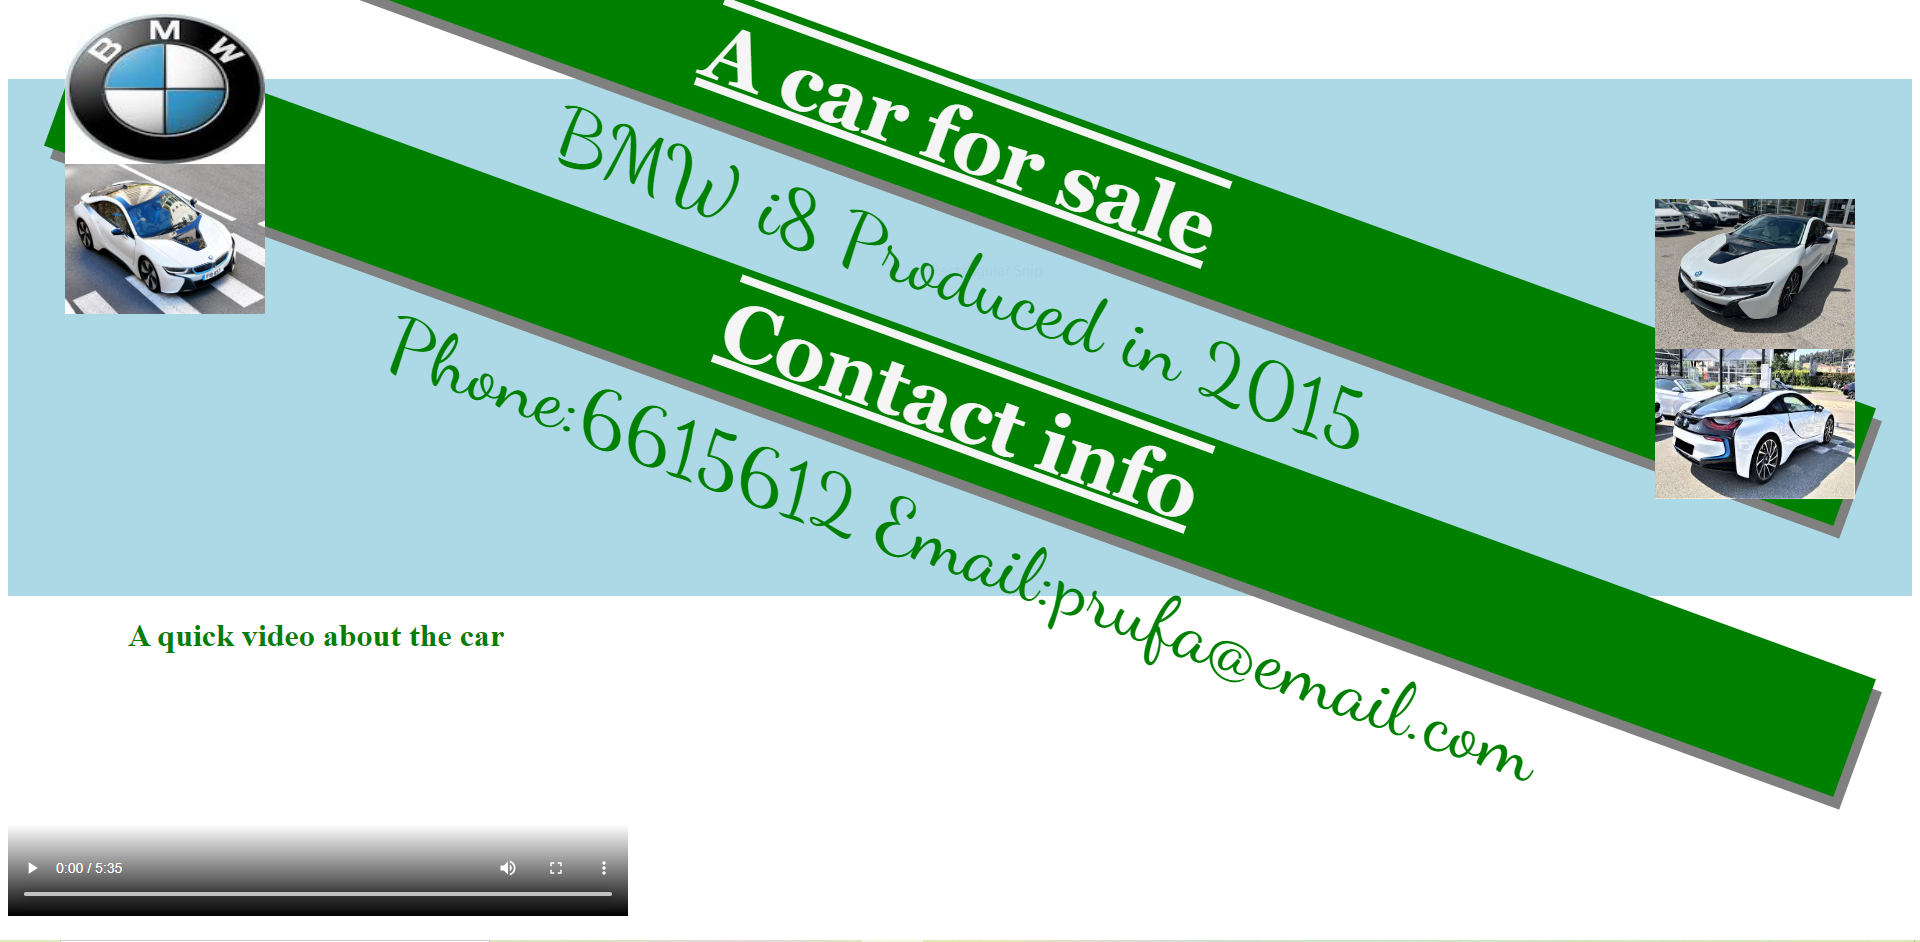 B M W
A car for sale
BMW i8 Produced in 2015
Contact info
Phone:6615612 Email:prufa@email.com
A quick video about the car
0:00 / 5:35